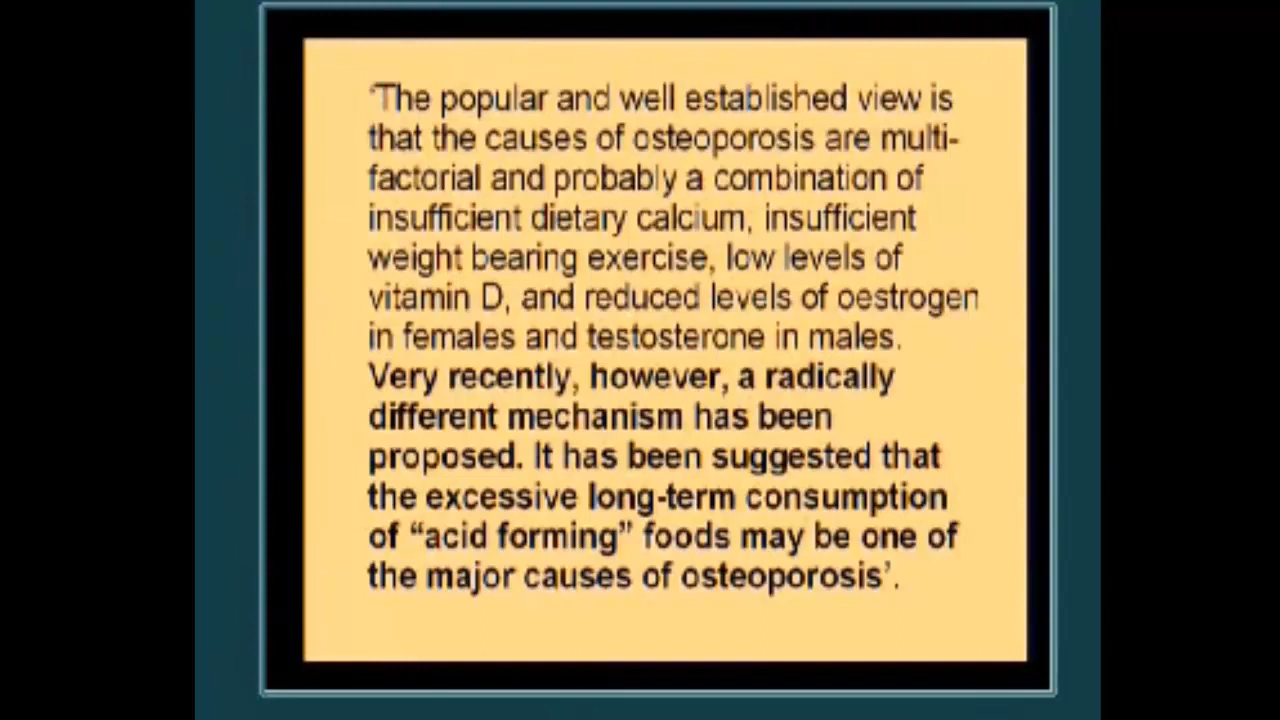 ‘The popular and well established view is
that the causes of osteoporosis are multi-
factorial and probably a combination of
insufficient dietary calcium, insufficient
weight bearing exercise, low levels of
vitamin D, and reduced levels of oestrogen
in females and testosterone in males.
Very recently, however, a radically
different mechanism has been
proposed. It has been suggested that
the excessive long-term consumption
of “acid forming” foods may be one of
the major causes of osteoporosis’.